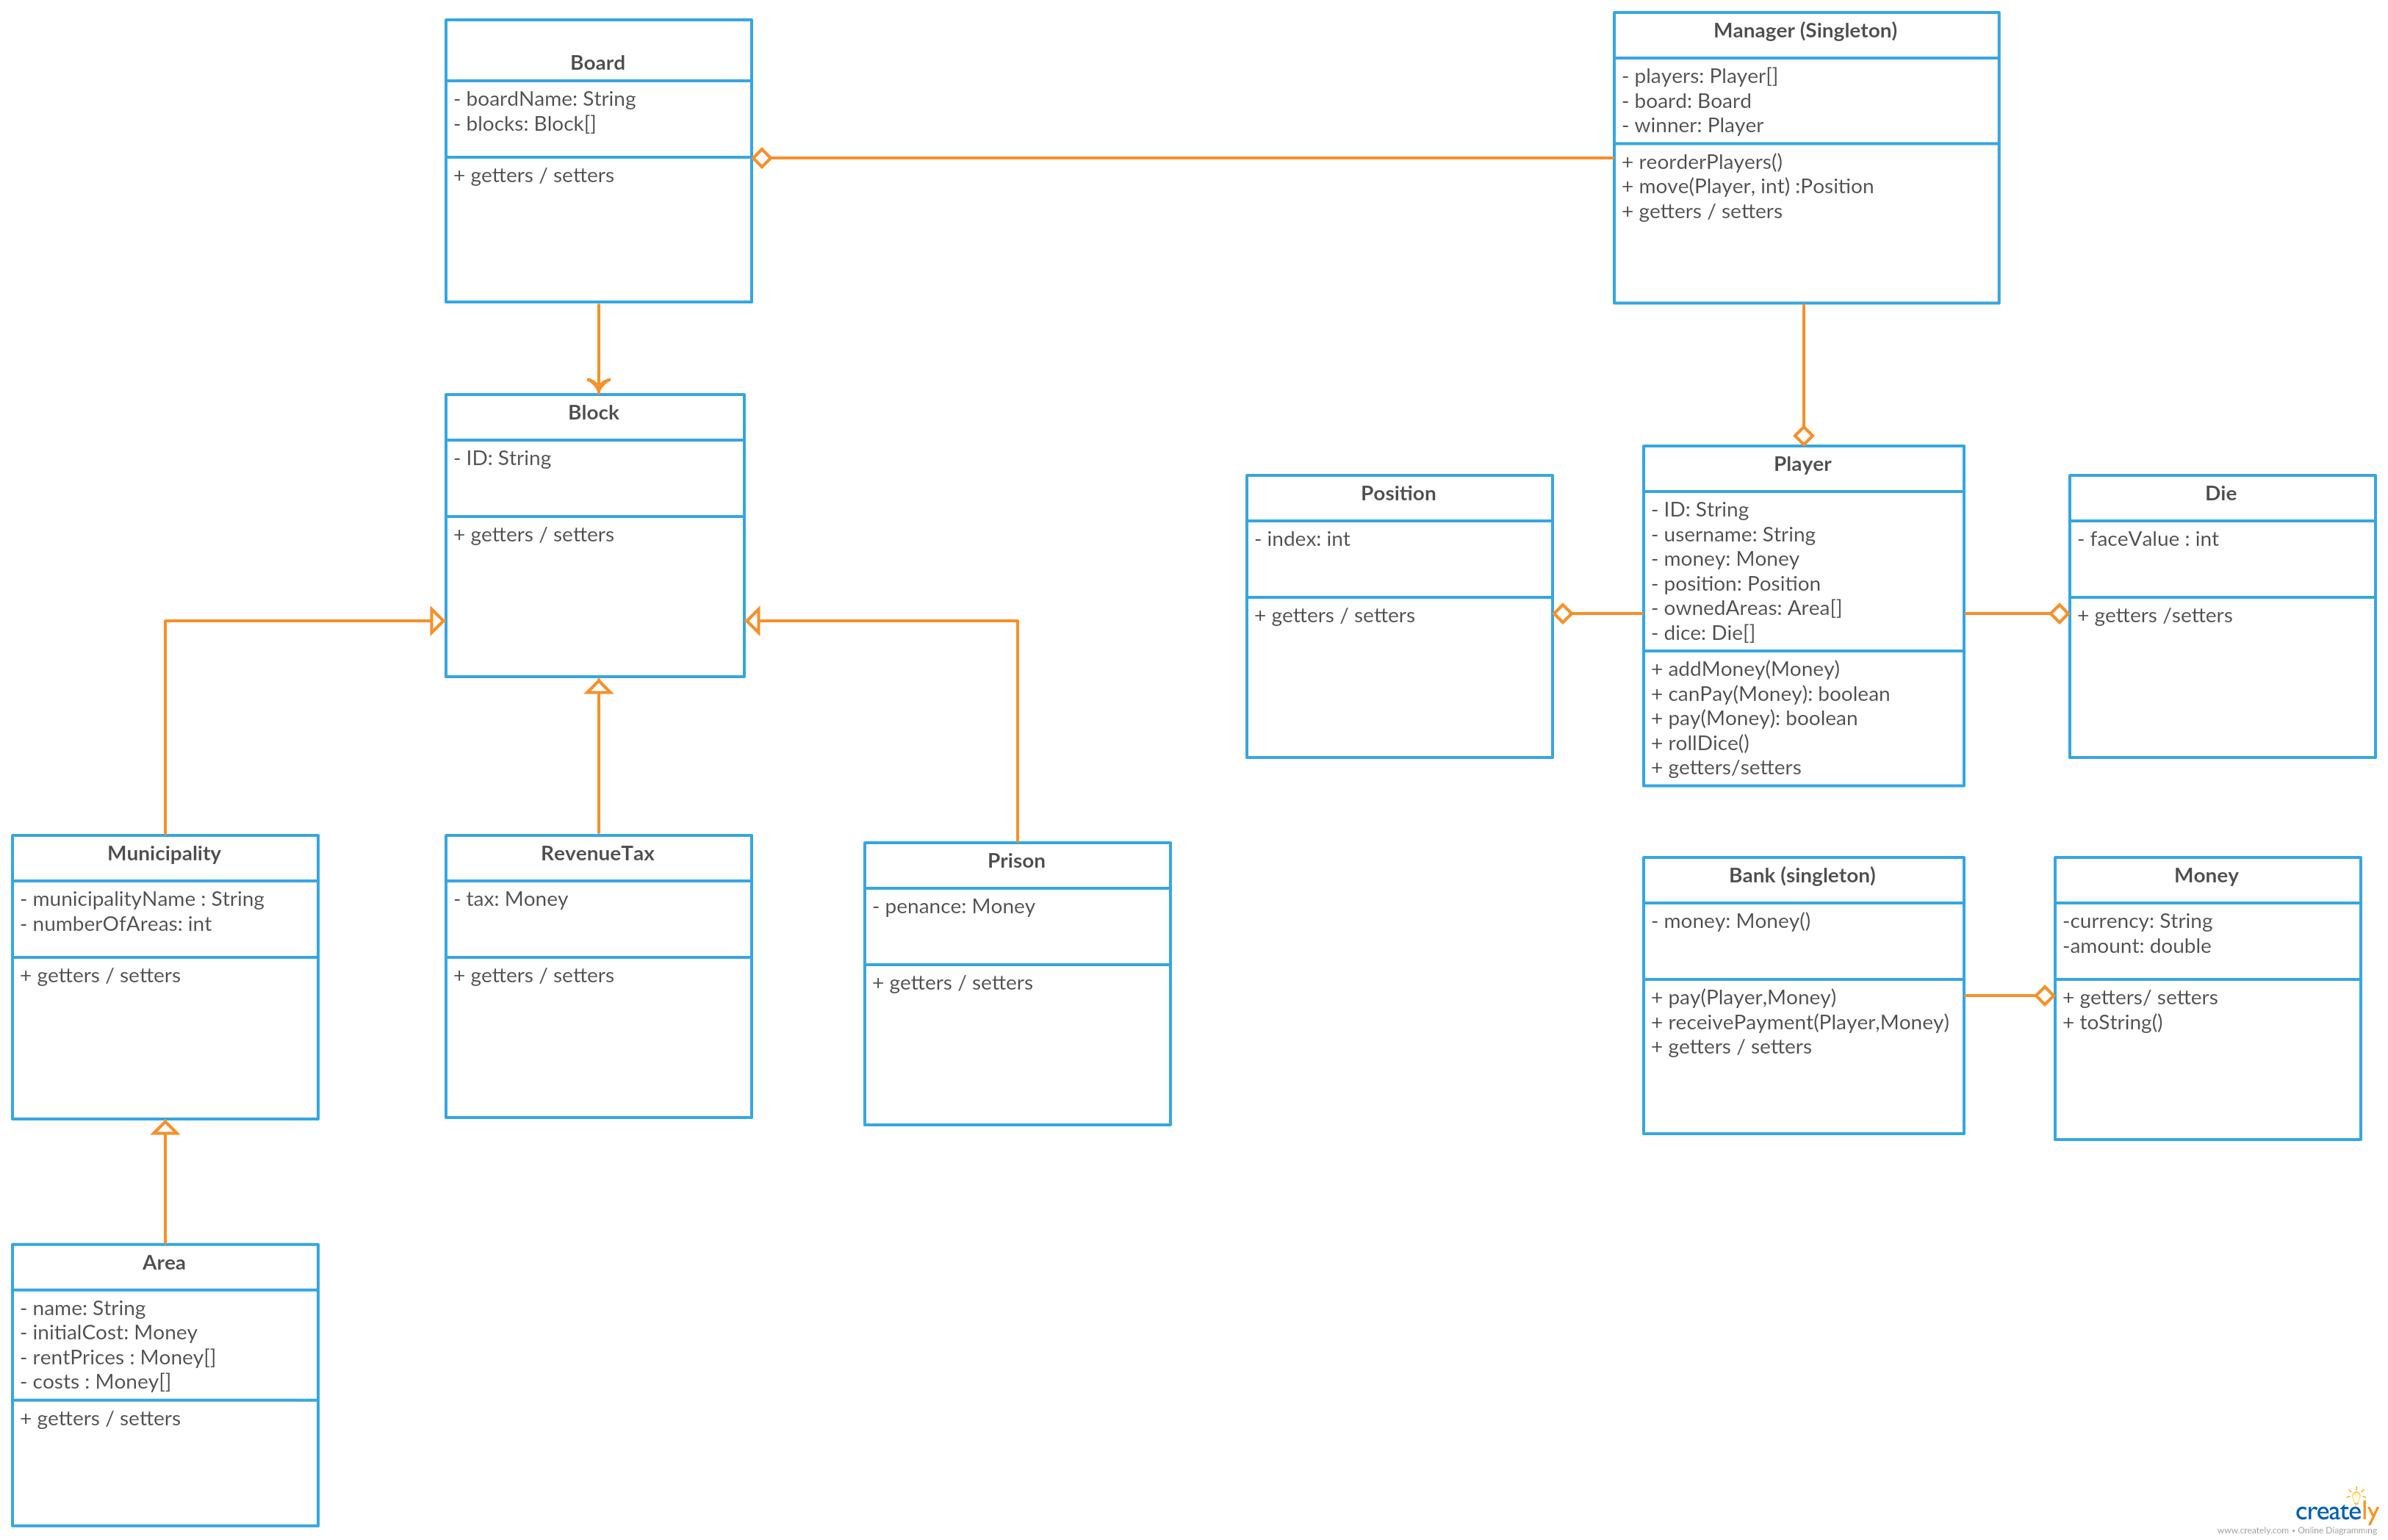 Board
- boardName: String
- blocks: Block[]
+ getters / setters
Manager (Singleton)
- players: Player[]
- board: Board
- winner: Player
+ reorderPlayers()
+ move(Player, int) :Position
+ getters / setters
Block
- ID: String
+ getters / setters
Position
- index: int
+ getters / setters
Player
- ID: String
- username: String
- money: Money
- position: Position
- ownedAreas: Area[]
- dice: Die[]
+ addMoney(Money)
+ canPay(Money): boolean
+ pay(Money): boolean
+ rollDice()
+ getters/setters
Die
- faceValue : int
+ getters /setters
Municipality
- municipalityName : String
- numberOfAreas: int
+ getters / setters
RevenueTax
- tax: Money
+ getters / setters
Prison
- penance: Money
+ getters / setters
Bank (singleton)
- money: Money()
+ pay(Player,Money)
+ receivePayment(Player,Money)
+ getters / setters
Money
-currency: String
-amount: double
+ getters/ setters
+ toString()
Area
- name: String
- initialCost: Money
- rentPrices : Money[]
- costs : Money[]
+ getters / setters
creately
www.creately.com • Online Diagramming